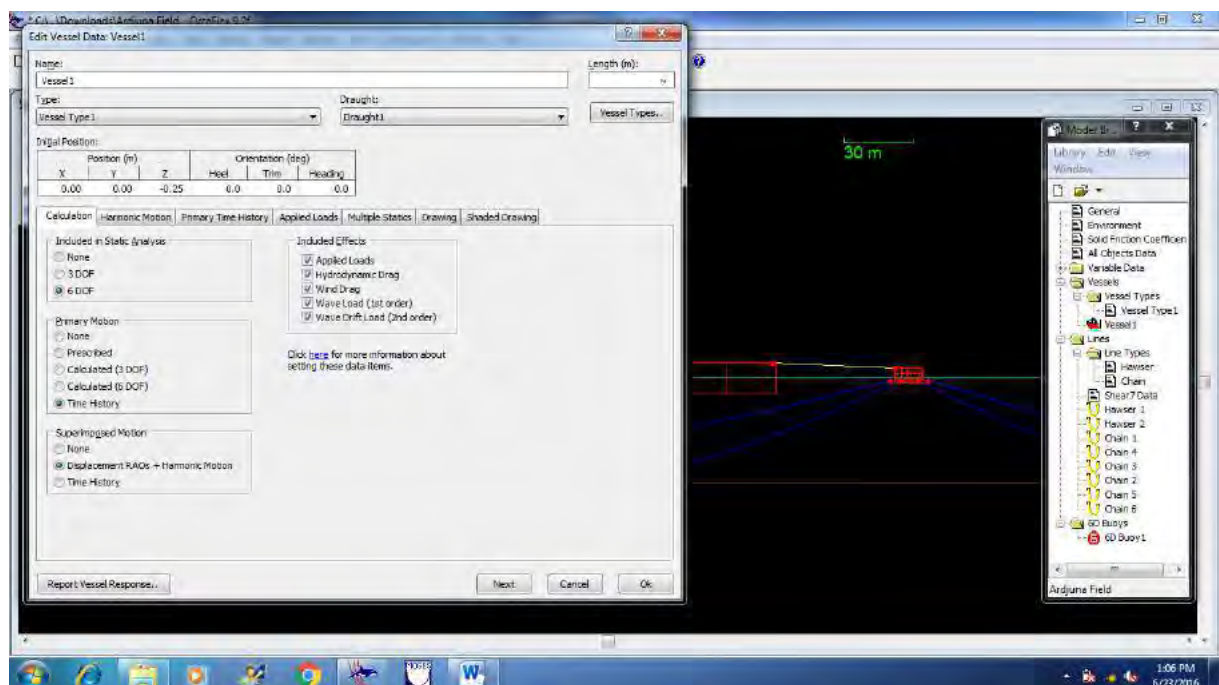 Edit Vessel Data: Vessel1
Name:
Length (m):
Vessel1
~
Type:
Draught:
Vessel Type1
Draught1
Vessel Types...
Initial Position:
Position (m)
Orientation (deg)
X Y Z Heel Trim Heading
0.00 0.00 -0.25 0.0 0.0 0.0
Calculation Harmonic Motion Primary Time History Applied Loads Multiple Statics Drawing Shaded Drawing
Included in Static Analysis
None
3 DOF
6 DOF
Included Effects
Applied Loads
Hydrodynamic Drag
Wind Drag
Wave Load (1st order)
Wave Drift Load (2nd order)
Primary Motion
None
Prescribed
Calculated (3 DOF)
Calculated (6 DOF)
Time History
Click here for more information about
setting these data items.
Superimposed Motion
None
Displacement RAOs + Harmonic Motion
Time History
Report Vessel Response...
Next
Cancel
Ok
30 m
Library Edit View
Window
General
Environment
Solid Friction Coefficien
All Objects Data
Variable Data
Vessels
Vessel Types
Vessel Type1
Vessel1
Lines
Line Types
Hawser
Chain
Shear7 Data
Hawser 1
Hawser 2
Chain 1
Chain 4
Chain 3
Chain 2
Chain 5
Chain 6
6D Buoys
6D Buoy1
Ardjuna Field
MOSES
1:06 PM
6/23/2016